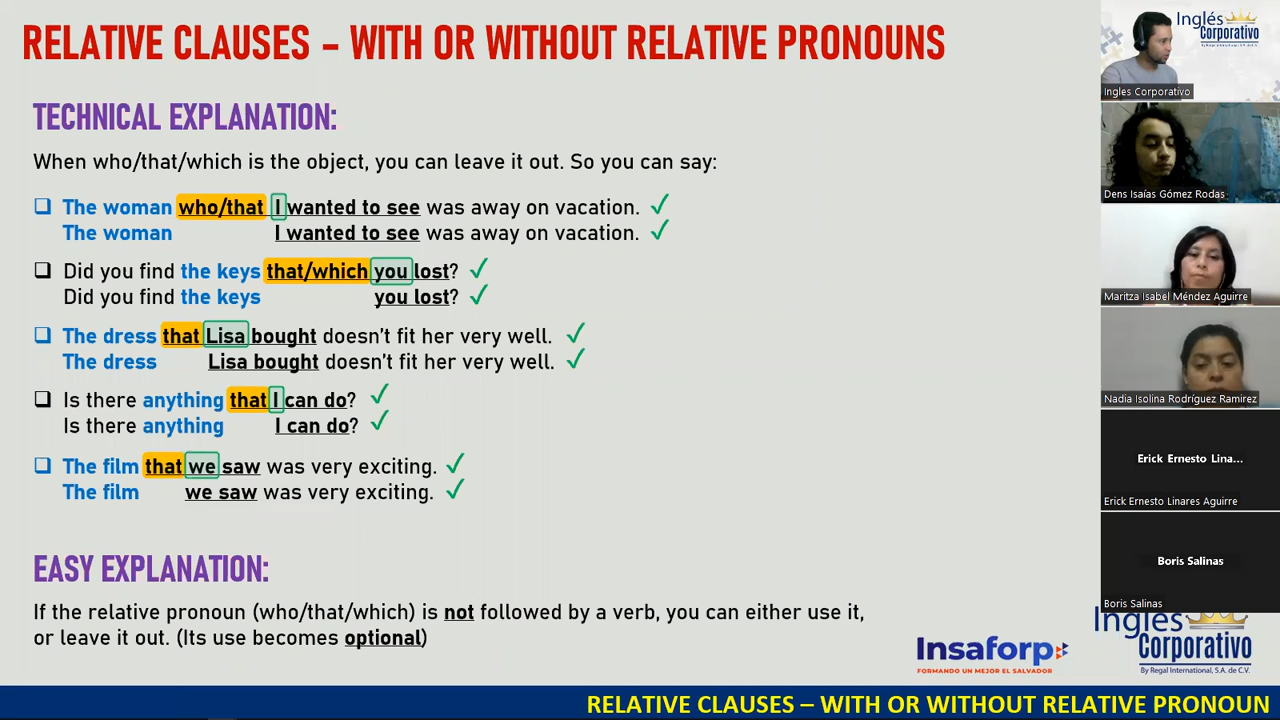 RELATIVE CLAUSES – WITH OR WITHOUT RELATIVE PRONOUNS
TECHNICAL EXPLANATION:
When who/that/which is the object, you can leave it out. So you can say:
The woman who/that I wanted to see was away on vacation. ✓
The woman I wanted to see was away on vacation. ✓
Did you find the keys that/which you lost? ✓
Did you find the keys you lost? ✓
The dress that Lisa bought doesn't fit her very well. ✓
The dress Lisa bought doesn't fit her very well. ✓
Is there anything that I can do? ✓
Is there anything I can do? ✓
The film that we saw was very exciting. ✓
The film we saw was very exciting. ✓
EASY EXPLANATION:
If the relative pronoun (who/that/which) is not followed by a verb, you can either use it,
or leave it out. (Its use becomes optional)
Insaforp
FORMANDO UN MEJOR EL SALVADOR
Inglés
Corporativo
By Regal International, S.A. de C.V.
RELATIVE CLAUSES – WITH OR WITHOUT RELATIVE PRONOUN
Inglés
Corporativo
By Regal International, S.A. de C.V.
Ingles Corporativo
Dens Isaías Gómez Rodas
Maritza Isabel Méndez Aguirre
Nadia Isolina Rodríguez Ramirez
Erick Ernesto Lina...
Erick Ernesto Linares Aguirre
Boris Salinas
Boris Salinas